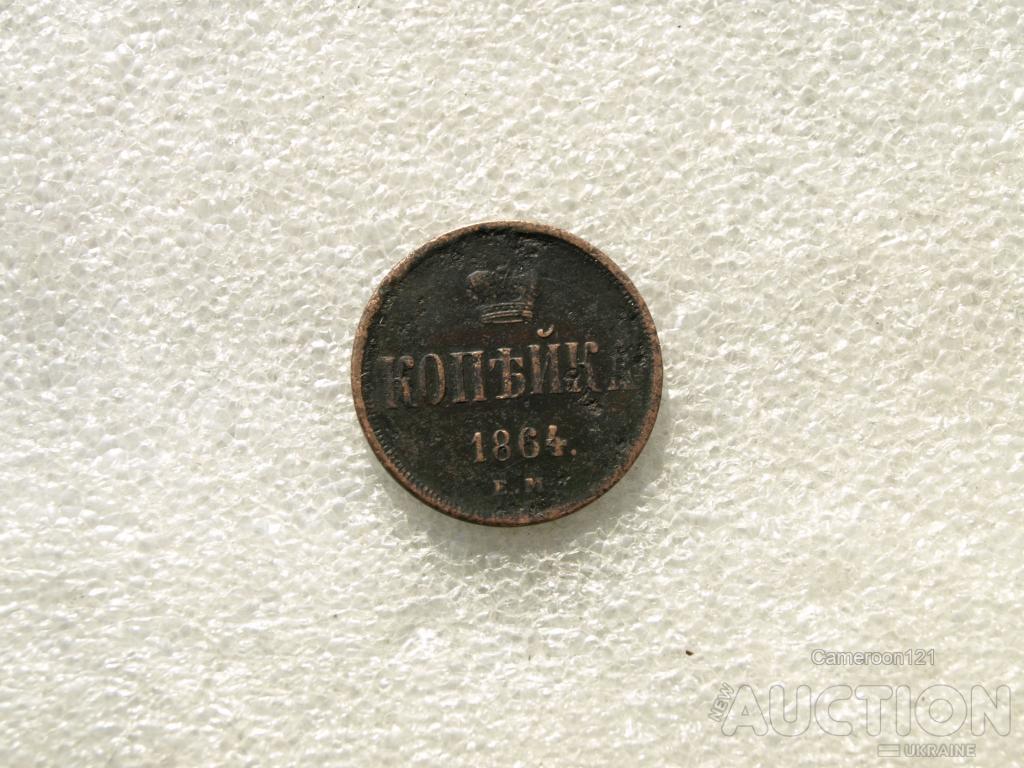 КОПѢЙКА
1864.
Е.М
Cameroon121
NEW AUCTION
UKRAINE